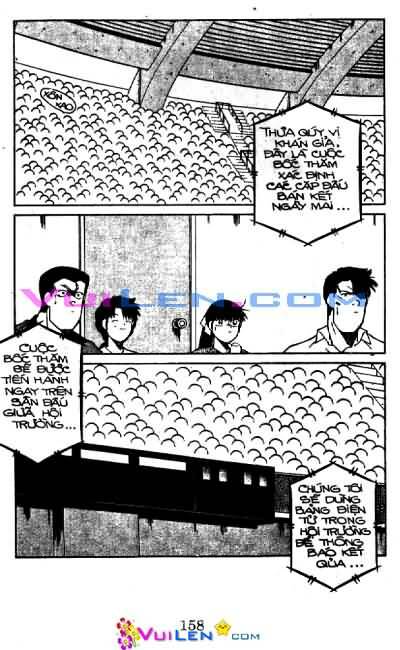 XÔN
XAO
THƯA QUÝ VỊ
KHÁN GIẢ,
ĐÂY LÀ CUỘC
BỐC THĂM
XÁC ĐỊNH
CÁC CẶP ĐẤU
BÁN KẾT
NGÀY MAI...
VuiLen.com
CUỘC
BỐC THĂM
SẼ ĐƯỢC
TIẾN HÀNH
NGAY TRÊN
SÀN ĐẤU
GIỮA HỘI
TRƯỜNG...
CHÚNG TÔI
SẼ DÙNG
BẢNG ĐIỆN
TỬ TRONG
HỘI TRƯỜNG
ĐỂ THÔNG
BÁO KẾT
QUẢ...
158
VuiLen.com